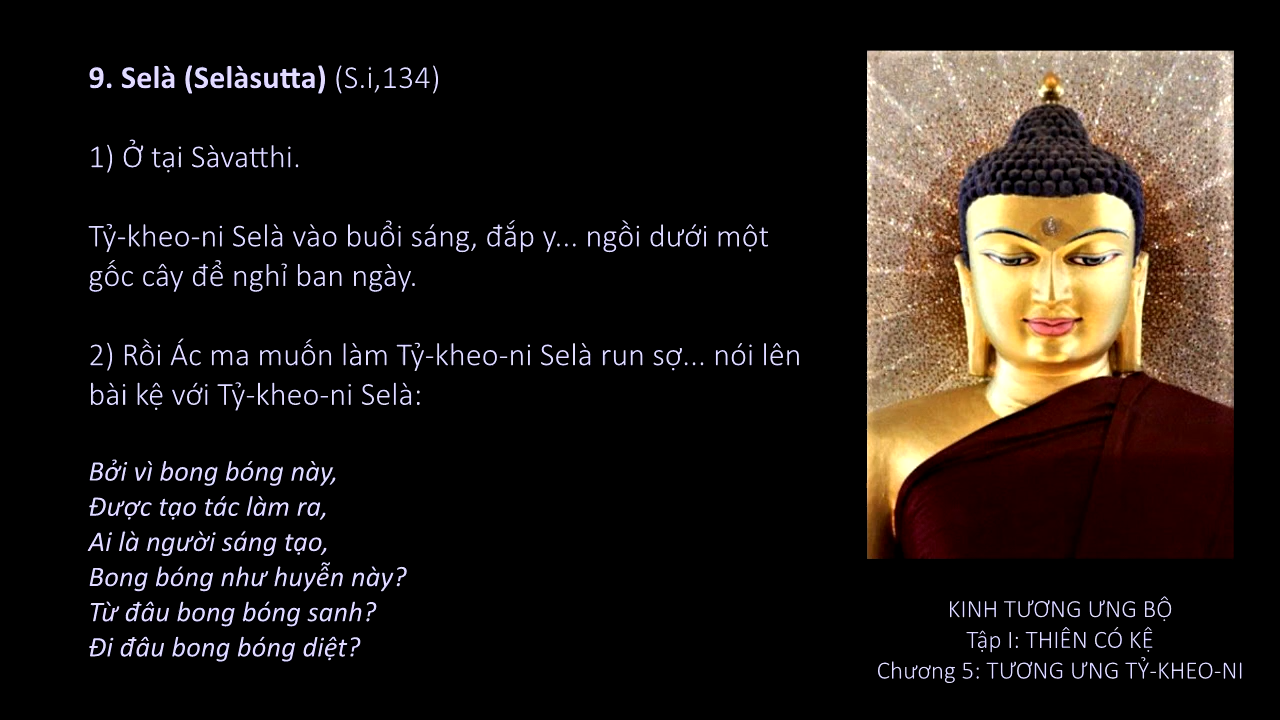 9. Selà (Selàsutta) (S.i,134)
1) Ở tại Sàvatthi.
Tỷ-kheo-ni Selà vào buổi sáng, đắp y... ngồi dưới một
gốc cây để nghỉ ban ngày.
2) Rồi Ác ma muốn làm Tỷ-kheo-ni Selà run sợ... nói lên
bài kệ với Tỷ-kheo-ni Selà:
Bởi vì bong bóng này,
Được tạo tác làm ra,
Ai là người sáng tạo,
Bong bóng như huyễn này?
Từ đâu bong bóng sanh?
Đi đâu bong bóng diệt?
KINH TƯƠNG ƯNG BỘ
Tập I: THIÊN CÓ KỆ
Chương 5: TƯƠNG ƯNG TỶ-KHEO-NI